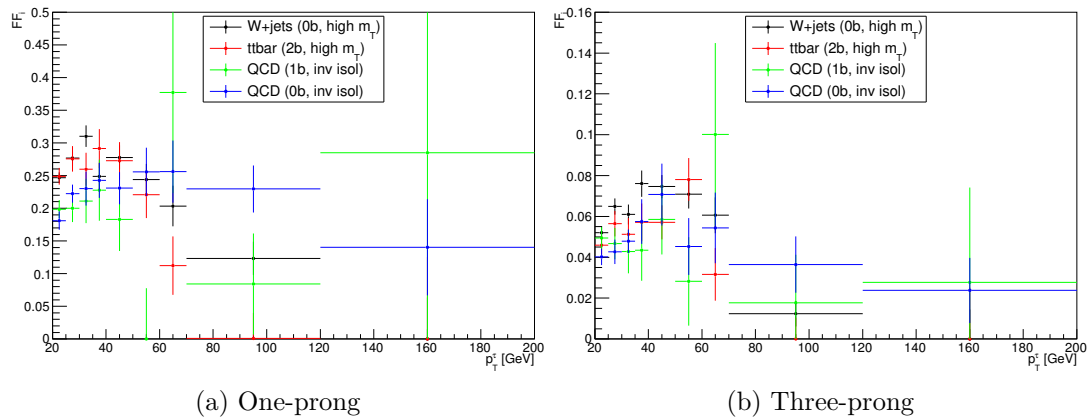 FF_i
0.5
0.45
0.4
0.35
0.3
0.25
0.2
0.15
0.1
0.05
0
20 40 60 80 100 120 140 160 180 200
p_T^τ [GeV]
W+jets (0b, high m_T)
ttbar (2b, high m_T)
QCD (1b, inv isol)
QCD (0b, inv isol)
(a) One-prong
FF_i
0.16
0.14
0.12
0.1
0.08
0.06
0.04
0.02
0
20 40 60 80 100 120 140 160 180 200
p_T^τ [GeV]
W+jets (0b, high m_T)
ttbar (2b, high m_T)
QCD (1b, inv isol)
QCD (0b, inv isol)
(b) Three-prong